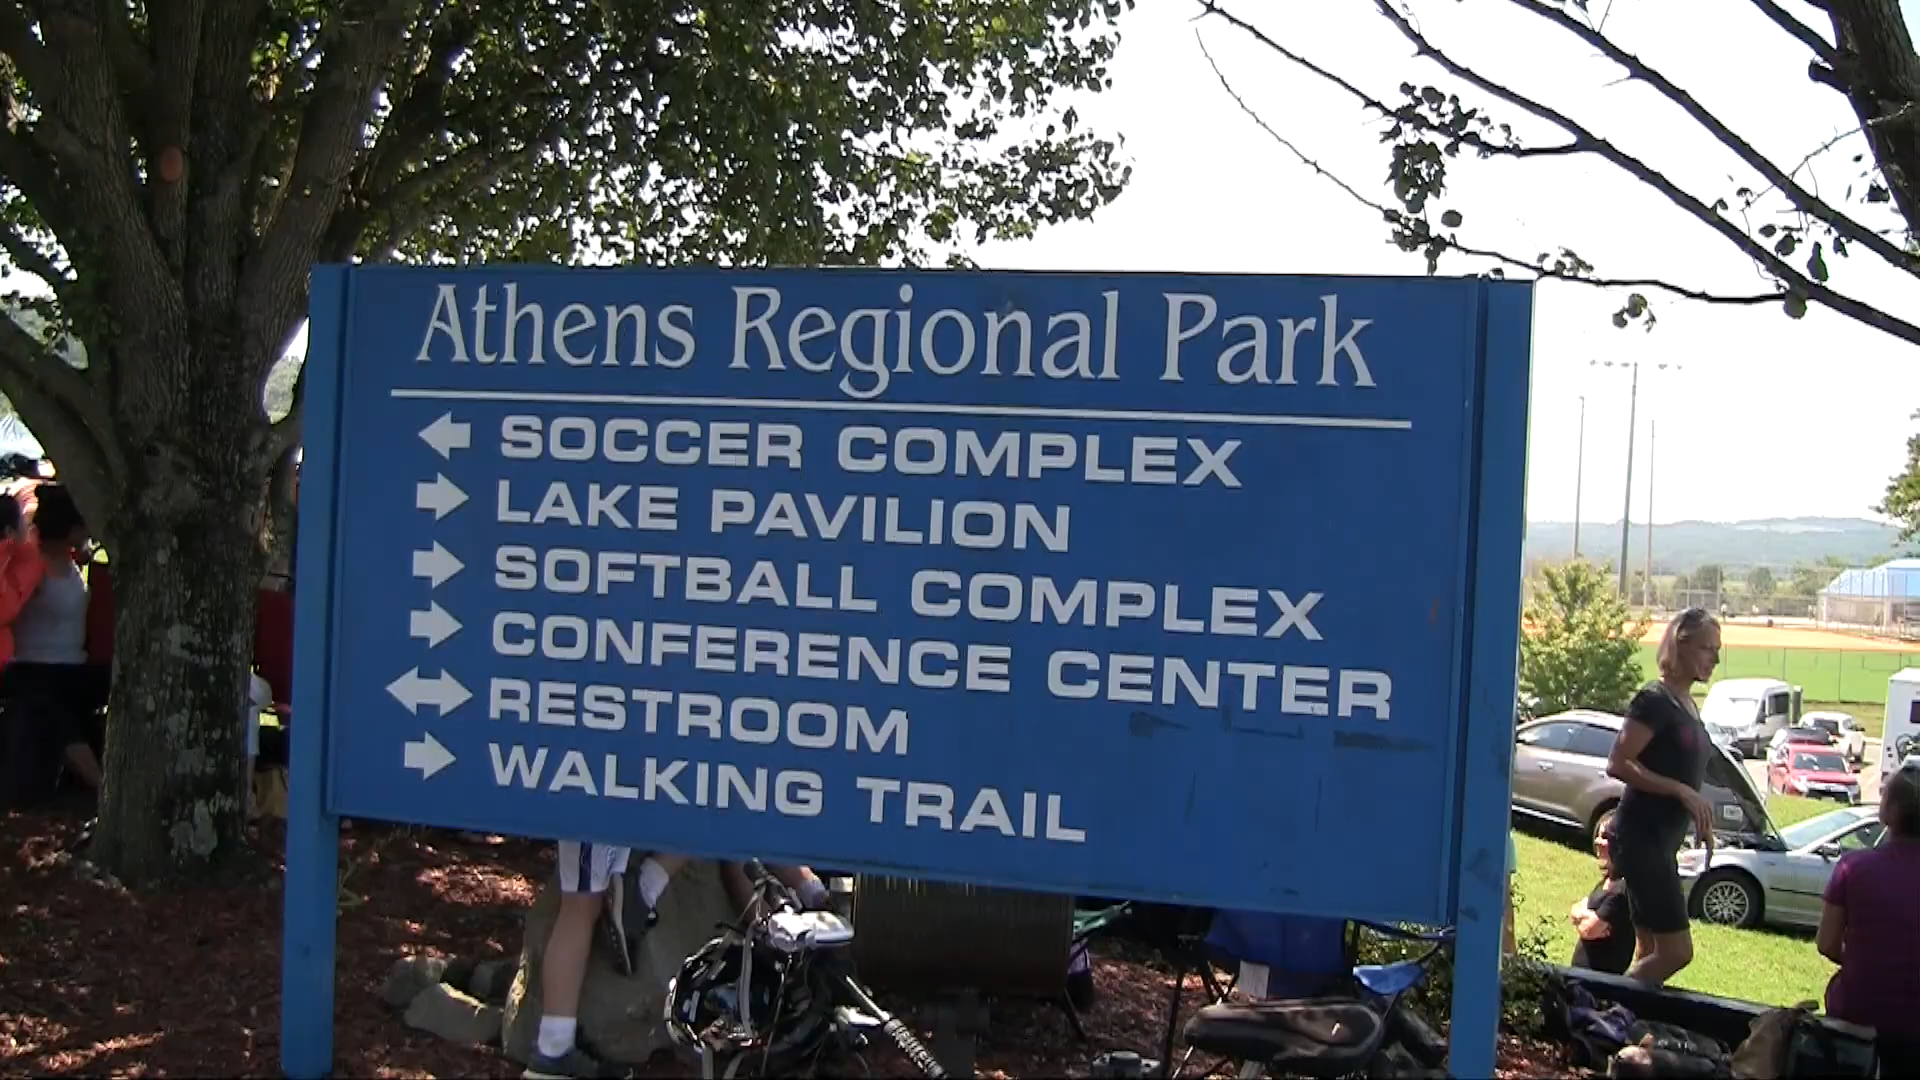 Athens Regional Park
SOCCER COMPLEX
LAKE PAVILION
SOFTBALL COMPLEX
CONFERENCE CENTER
RESTROOM
WALKING TRAIL